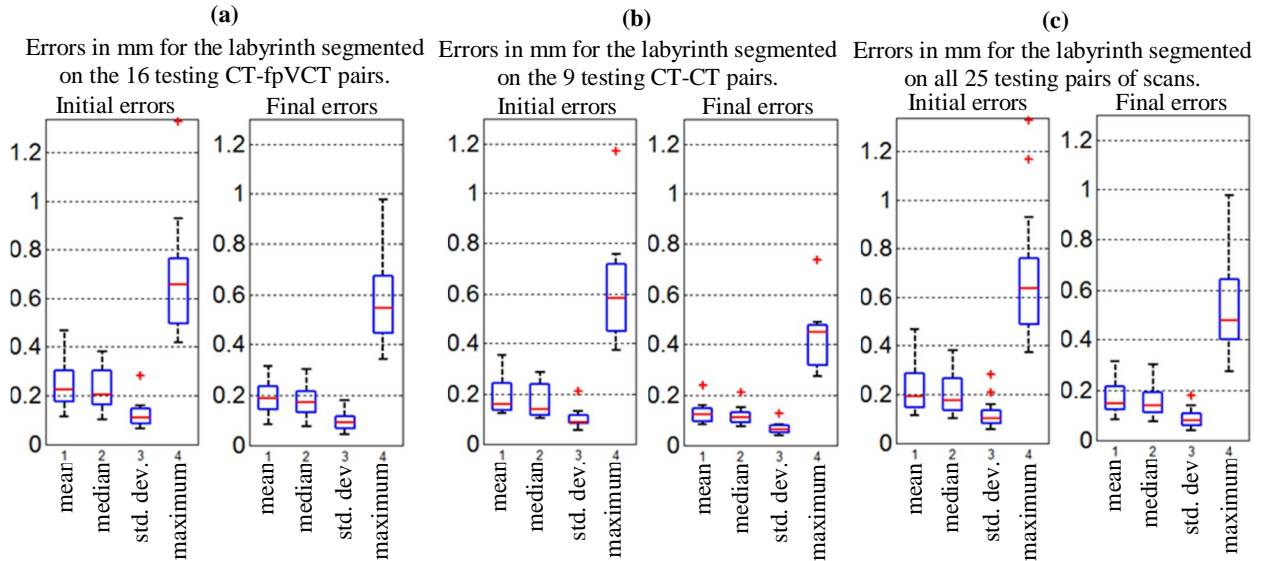 (a)
Errors in mm for the labyrinth segmented
on the 16 testing CT-fpVCT pairs.
Initial errors
Final errors
1.2
1
0.8
0.6
0.4
0.2
0
1
2
3
4
mean
median
std. dev.
maximum
1.2
1
0.8
0.6
0.4
0.2
0
1
2
3
4
mean
median
std. dev.
maximum
(b)
Errors in mm for the labyrinth segmented
on the 9 testing CT-CT pairs.
Initial errors
Final errors
1.2
1
0.8
0.6
0.4
0.2
0
1
2
3
4
mean
median
std. dev.
maximum
1.2
1
0.8
0.6
0.4
0.2
0
1
2
3
4
mean
median
std. dev
maximum
(c)
Errors in mm for the labyrinth segmented
on all 25 testing pairs of scans.
Initial errors
Final errors
1.2
1
0.8
0.6
0.4
0.2
0
1
2
3
4
mean
median
std. dev.
maximum
1.2
1
0.8
0.6
0.4
0.2
0
1
2
3
4
mean
median
std. dev.
maximum